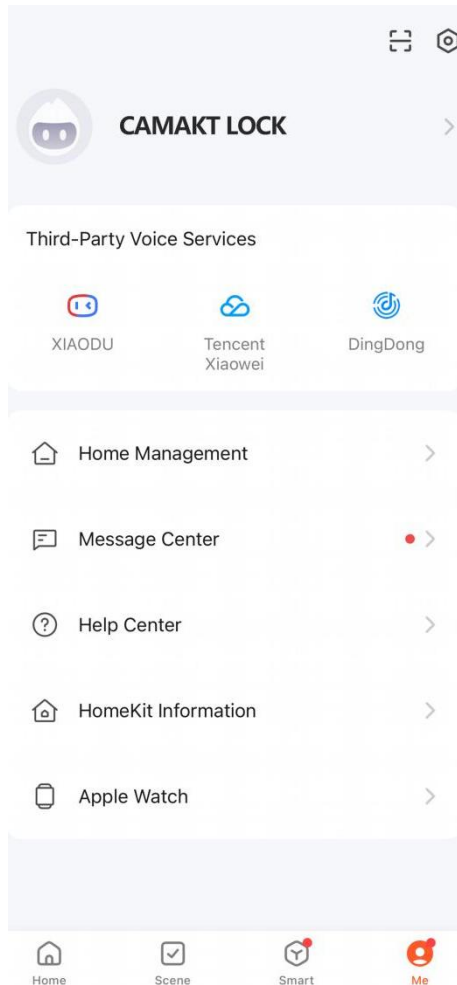 CAMAKT LOCK
Third-Party Voice Services
XIAODU
Tencent
Xiaowei
DingDong
Home Management
Message Center
Help Center
HomeKit Information
Apple Watch
Home
Scene
Smart
Me